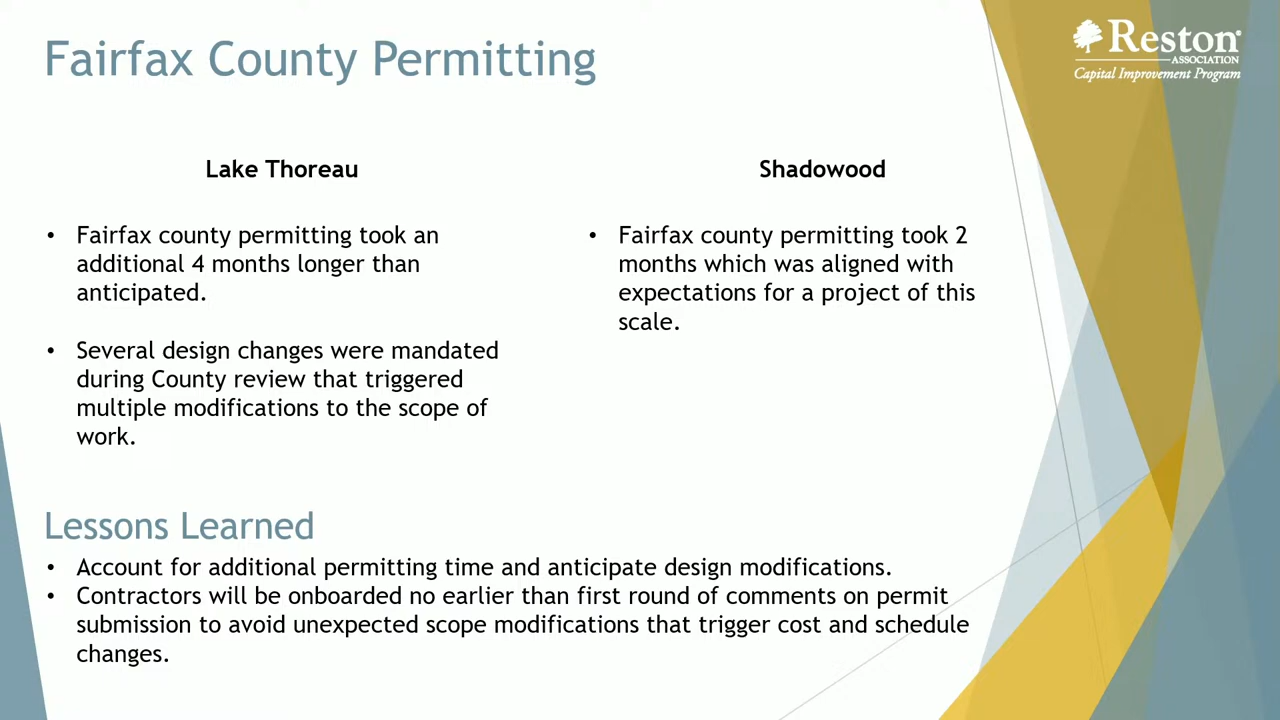 Fairfax County Permitting
Reston®
ASSOCIATION
Capital Improvement Program
Lake Thoreau
• Fairfax county permitting took an
additional 4 months longer than
anticipated.
• Several design changes were mandated
during County review that triggered
multiple modifications to the scope of
work.
Shadowood
• Fairfax county permitting took 2
months which was aligned with
expectations for a project of this
scale.
Lessons Learned
• Account for additional permitting time and anticipate design modifications.
• Contractors will be onboarded no earlier than first round of comments on permit
submission to avoid unexpected scope modifications that trigger cost and schedule
changes.